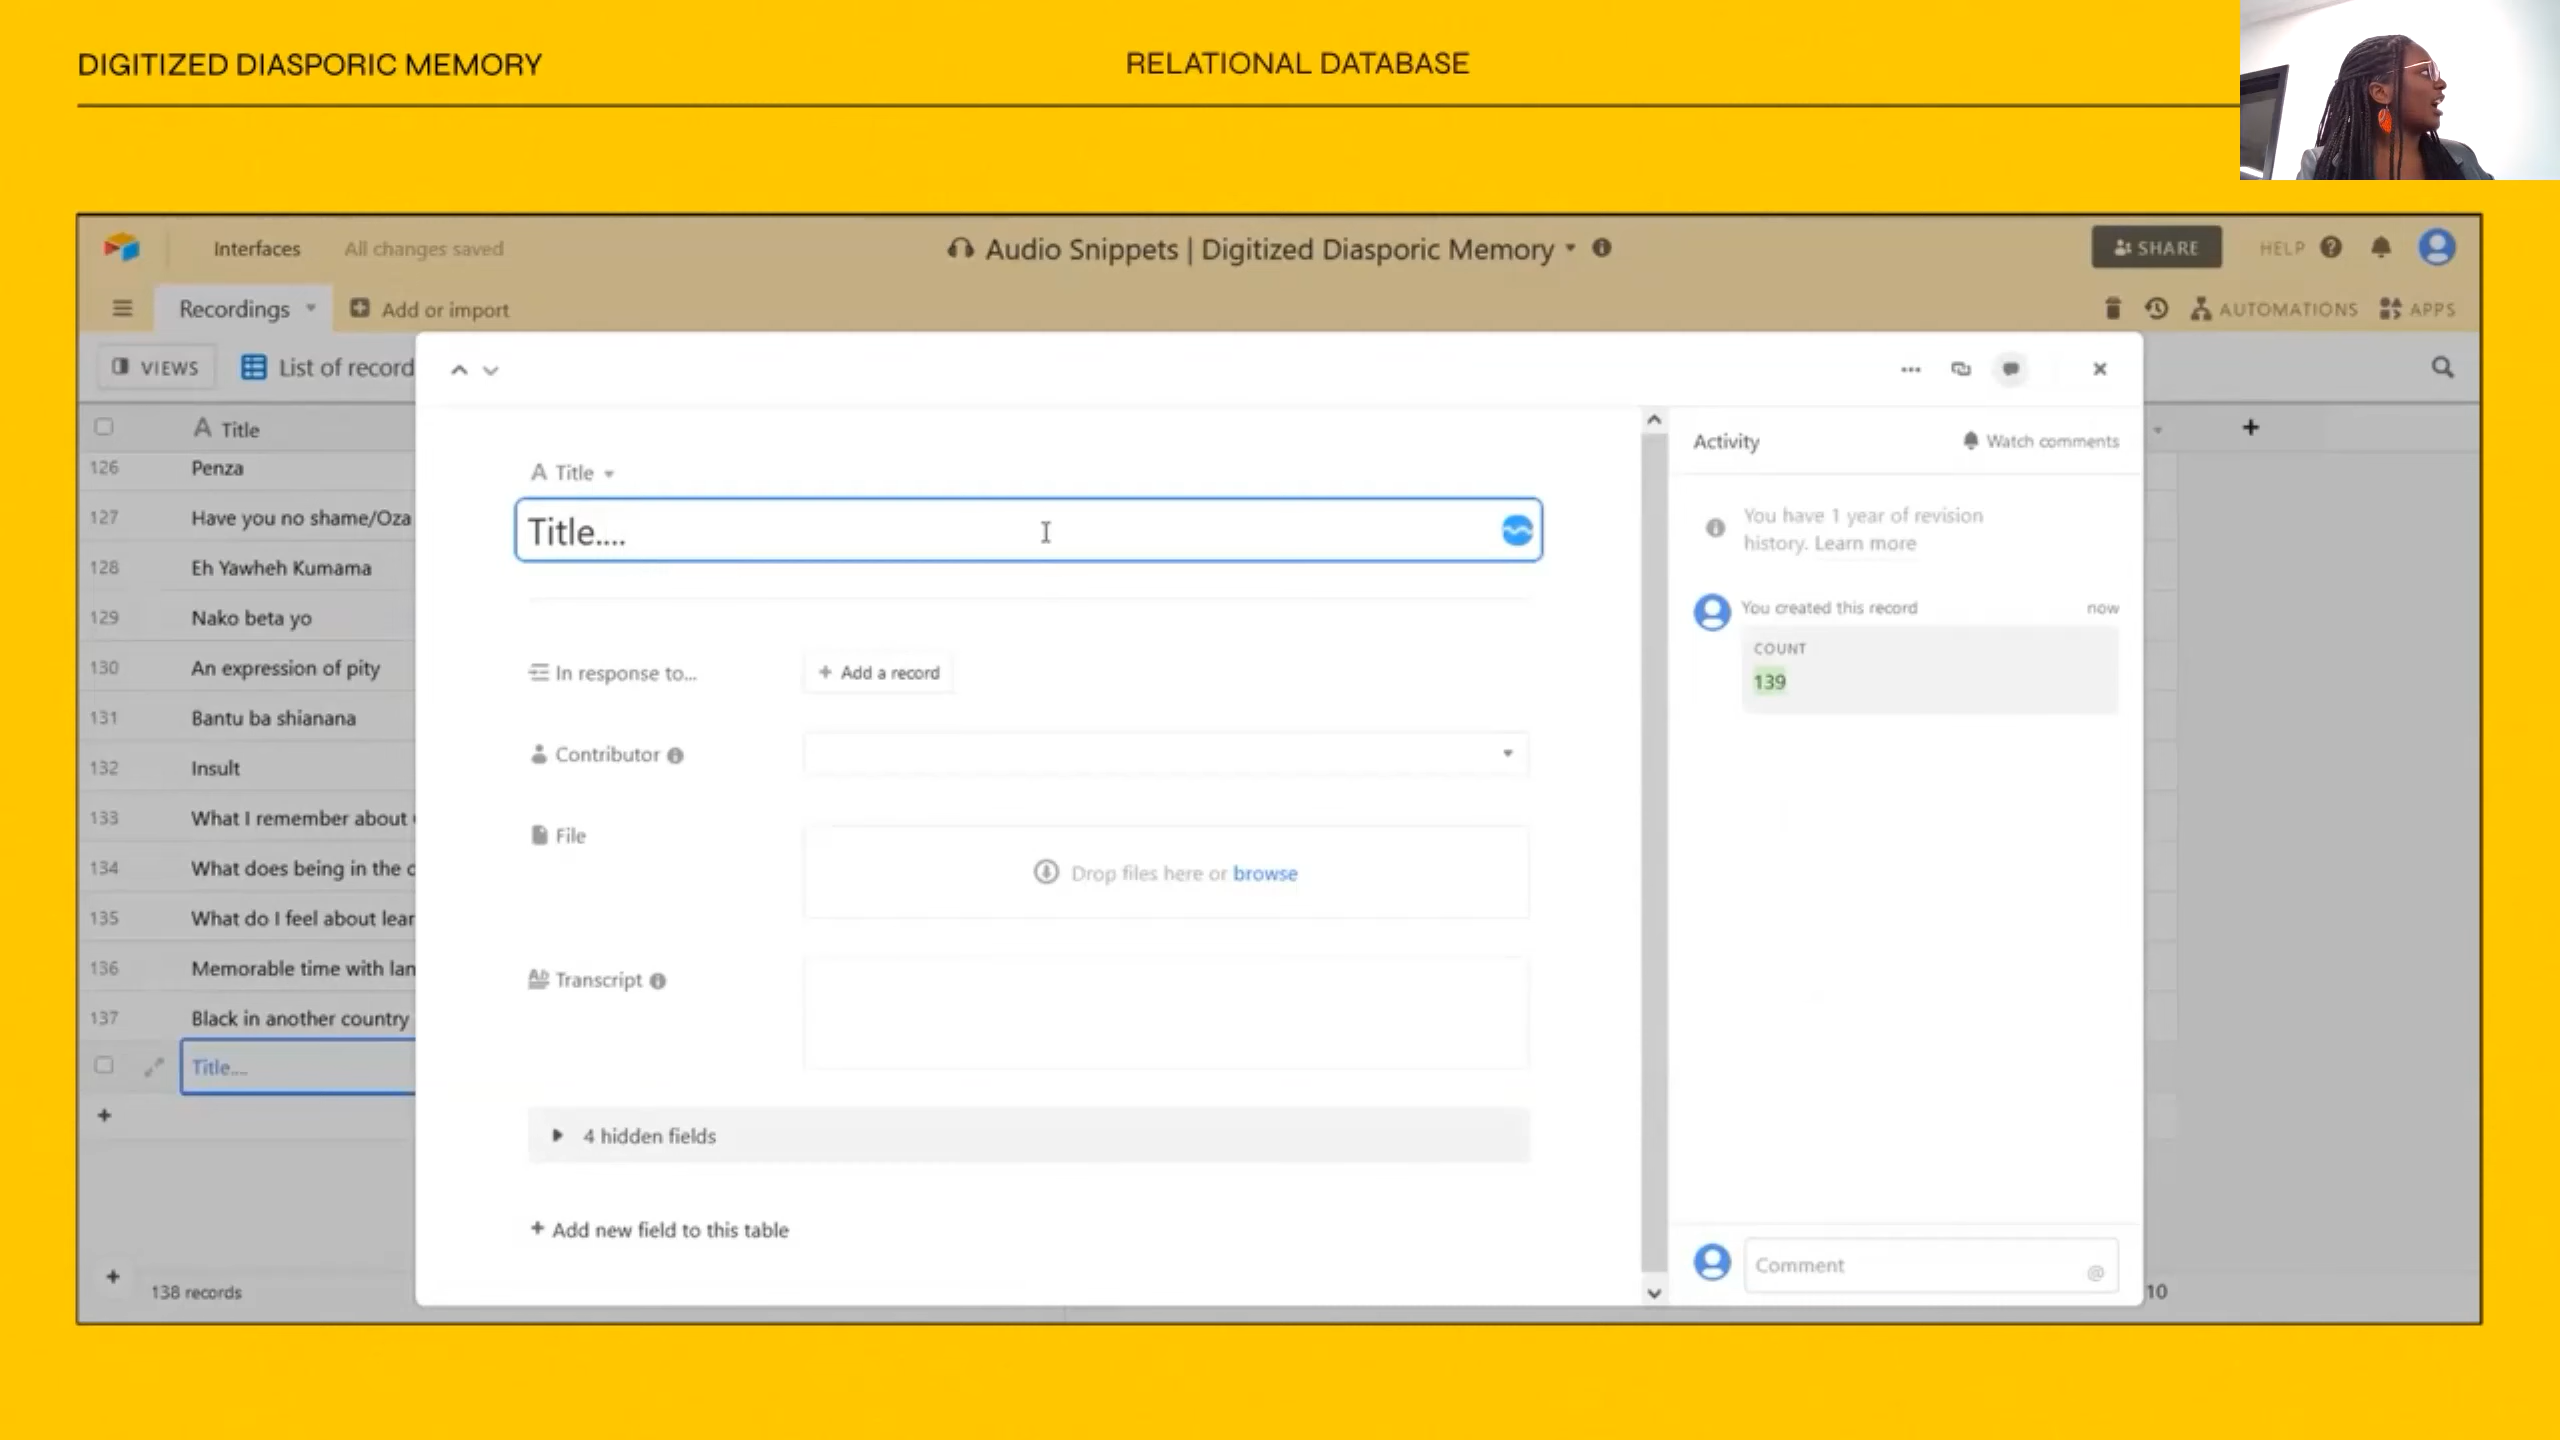 DIGITIZED DIASPORIC MEMORY
RELATIONAL DATABASE
Interfaces
All changes saved
Audio Snippets | Digitized Diasporic Memory
SHARE
HELP
Recordings
Add or import
AUTOMATIONS
APPS
VIEWS
List of record
Title
126 Penza
127 Have you no shame/Oza
128 Eh Yawheh Kumama
129 Nako beta yo
130 An expression of pity
131 Bantu ba shianana
132 Insult
133 What I remember about
134 What does being in the c
135 What do I feel about lear
136 Memorable time with lan
137 Black in another country
Title....
138 records
A Title
Title....
In response to...
+ Add a record
Contributor
File
Drop files here or browse
Transcript
4 hidden fields
+ Add new field to this table
Activity
Watch comments
You have 1 year of revision
history. Learn more
You created this record
now
COUNT
139
Comment
@
10